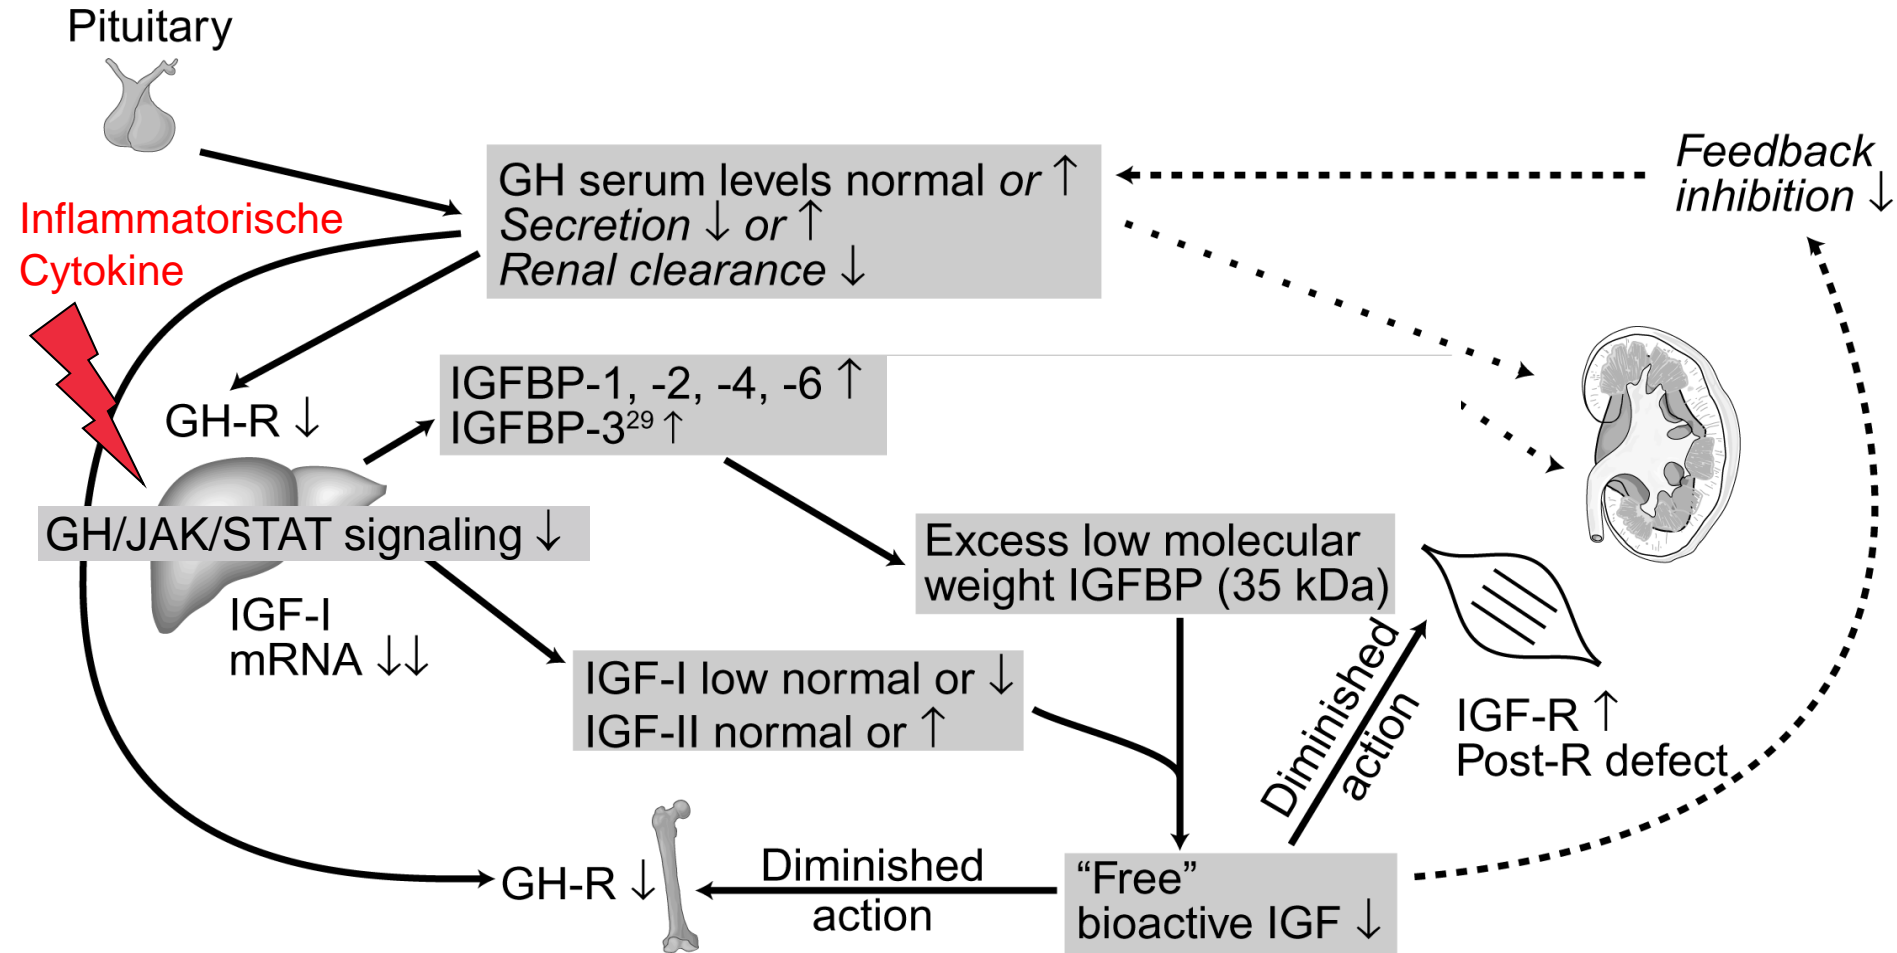 Pituitary
Inflammatorische
Cytokine
GH serum levels normal or ↑
Secretion ↓ or ↑
Renal clearance ↓
Feedback
inhibition ↓
GH-R ↓
IGFBP-1, -2, -4, -6 ↑
IGFBP-3²⁹ ↑
GH/JAK/STAT signaling ↓
IGF-I
mRNA ↓↓
Excess low molecular
weight IGFBP (35 kDa)
IGF-I low normal or ↓
IGF-II normal or ↑
Diminished
action
IGF-R ↑
Post-R defect
GH-R ↓
Diminished
action
“Free”
bioactive IGF ↓